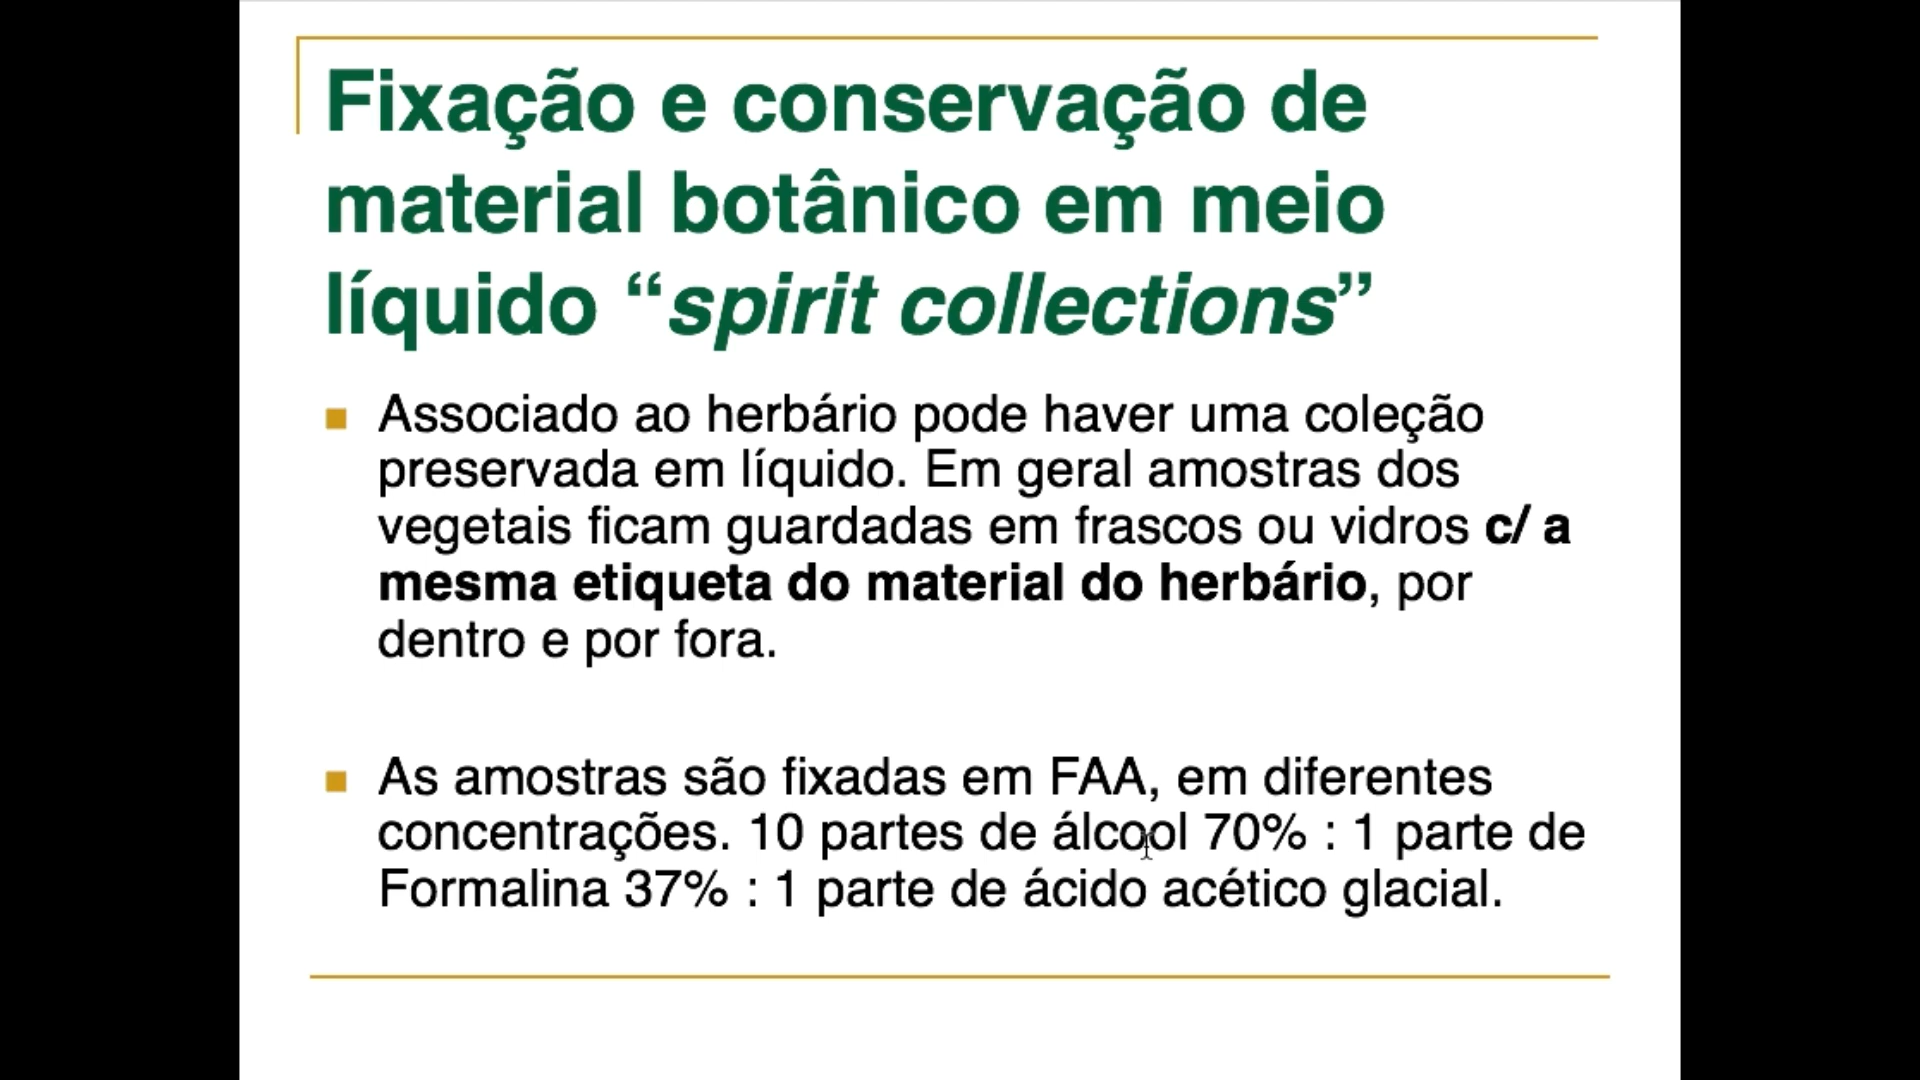 Fixação e conservação de
material botânico em meio
líquido “spirit collections”
Associado ao herbário pode haver uma coleção
preservada em líquido. Em geral amostras dos
vegetais ficam guardadas em frascos ou vidros c/ a
mesma etiqueta do material do herbário, por
dentro e por fora.
As amostras são fixadas em FAA, em diferentes
concentrações. 10 partes de álcool 70% : 1 parte de
Formalina 37% : 1 parte de ácido acético glacial.